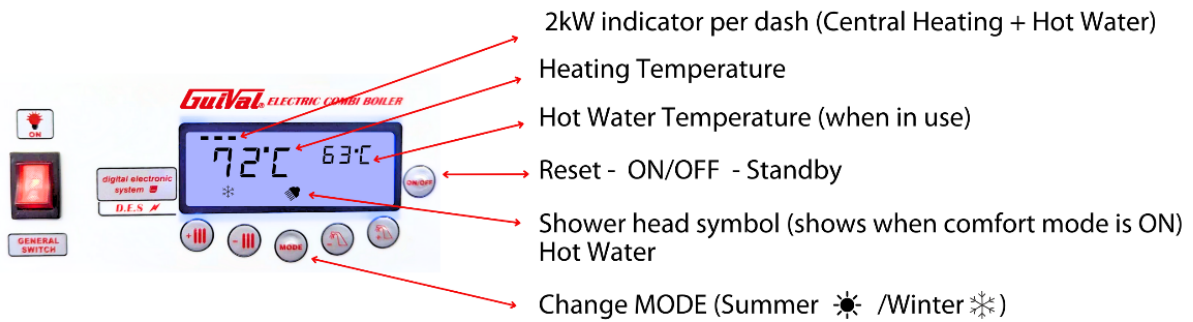 2kW indicator per dash (Central Heating + Hot Water)
Heating Temperature
Hot Water Temperature (when in use)
Reset - ON/OFF - Standby
Shower head symbol (shows when comfort mode is ON)
Hot Water
Change MODE (Summer ☀ /Winter ❄)
GuiVal. ELECTRIC COMBI BOILER
72°C 63°C
ON
digital electronic
system
D.E.S
ON/OFF
GENERAL
SWITCH
+
-
MODE